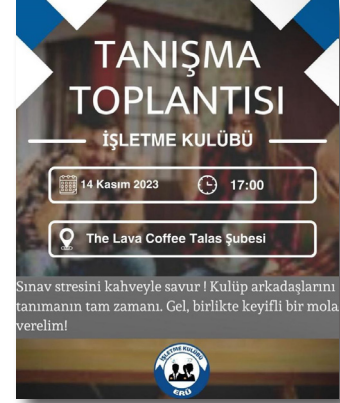 TANIŞMA
TOPLANTISI
İŞLETME KULÜBÜ
14 Kasım 2023
17:00
The Lava Coffee Talas Şubesi
Sınav stresini kahveyle savur ! Kulüp arkadaşlarını
tanımanın tam zamanı. Gel, birlikte keyifli bir mola
verelim!
İŞLETME KULÜBÜ
ERÜ